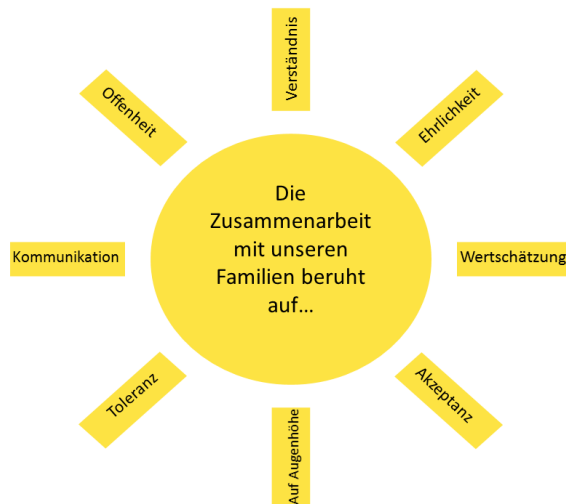 Verständnis
Offenheit
Ehrlichkeit
Die
Zusammenarbeit
mit unseren
Familien beruht
auf...
Kommunikation
Wertschätzung
Toleranz
Akzeptanz
Auf Augenhöhe